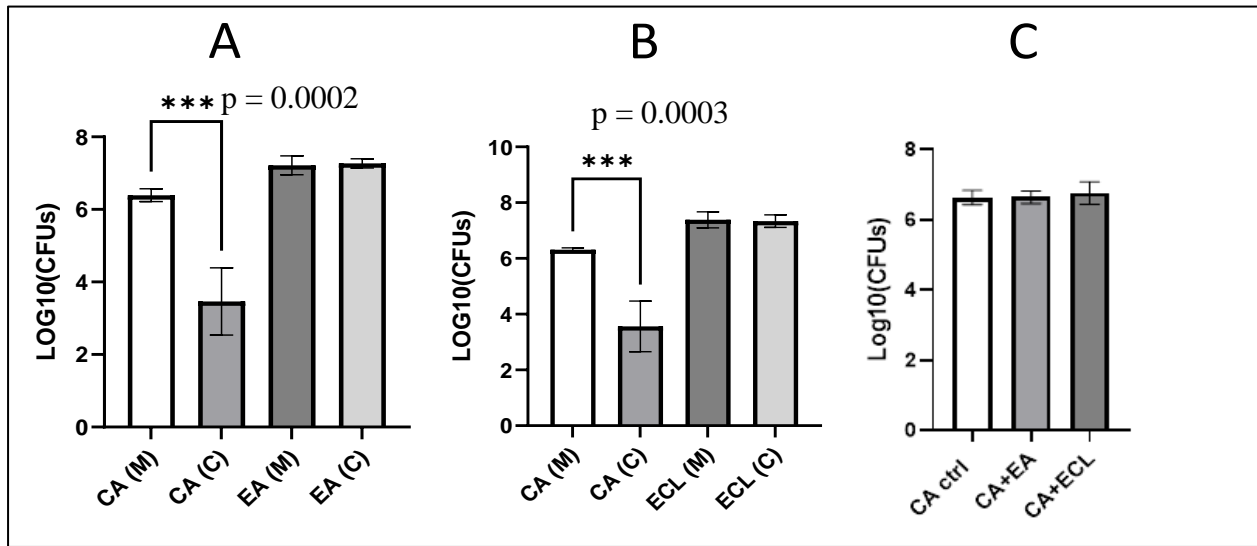 A
*** p = 0.0002
LOG10(CFUs)
8
6
4
2
0
CA (M)
CA (C)
EA (M)
EA (C)
B
p = 0.0003
***
LOG10(CFUs)
10
8
6
4
2
0
CA (M)
CA (C)
ECL (M)
ECL (C)
C
Log10(CFUs)
8
6
4
2
0
CA ctrl
CA+EA
CA+ECL